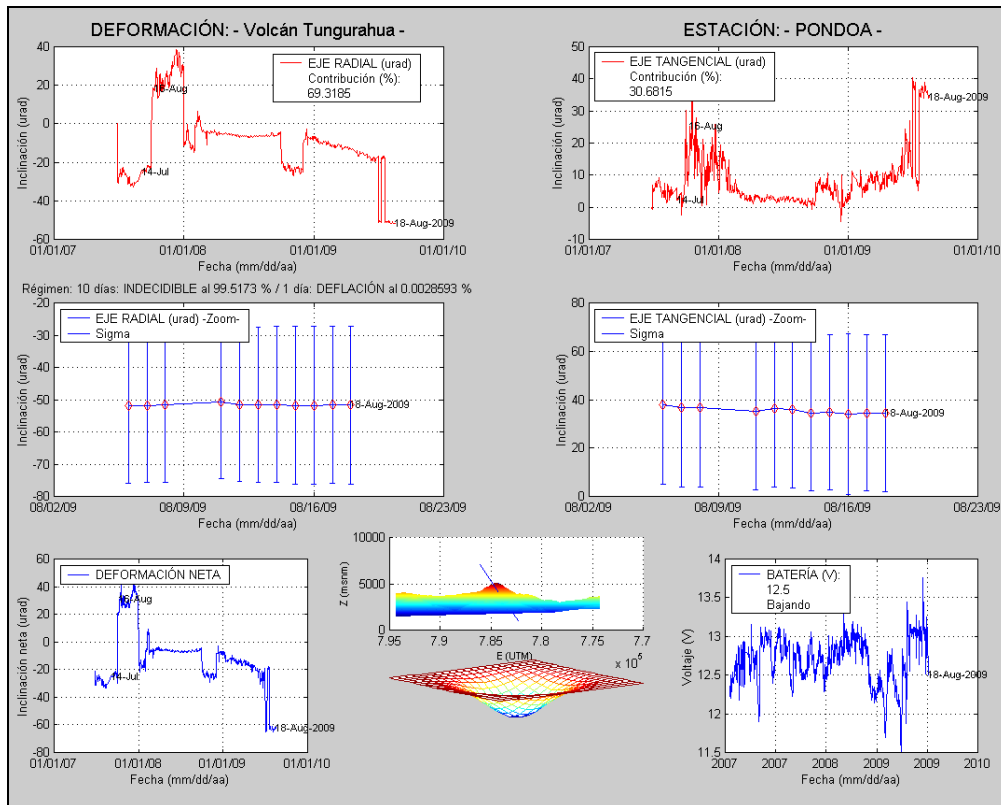 DEFORMACIÓN: - Volcán Tungurahua -
ESTACIÓN: - PONDOA -
40
20
0
-20
-40
-60
Inclinación (urad)
EJE RADIAL (urad)
Contribución (%):
69.3185
16-Aug
14-Jul
18-Aug-2009
01/01/07
01/01/08
01/01/09
01/01/10
Fecha (mm/dd/aa)
50
40
30
20
10
0
-10
Inclinación (urad)
EJE TANGENCIAL (urad)
Contribución (%):
30.6815
16-Aug
14-Jul
18-Aug-2009
01/01/07
01/01/08
01/01/09
01/01/10
Fecha (mm/dd/aa)
Régimen: 10 días: INDECIDIBLE al 99.5173 % / 1 día: DEFLACIÓN al 0.0028593 %
-20
-30
-40
-50
-60
-70
-80
Inclinación (urad)
EJE RADIAL (urad) -Zoom-
Sigma
18-Aug-2009
08/02/09
08/09/09
08/16/09
08/23/09
Fecha (mm/dd/aa)
80
60
40
20
0
Inclinación (urad)
EJE TANGENCIAL (urad) -Zoom-
Sigma
18-Aug-2009
08/02/09
08/09/09
08/16/09
08/23/09
Fecha (mm/dd/aa)
60
40
20
0
-20
-40
-60
-80
Inclinación neta (urad)
DEFORMACIÓN NETA
16-Aug
14-Jul
18-Aug-2009
01/01/07
01/01/08
01/01/09
01/01/10
Fecha (mm/dd/aa)
10000
5000
0
Z (msnm)
7.95
7.9
7.85
7.8
7.75
7.7
E (UTM)
x 10^5
14
13.5
13
12.5
12
11.5
Voltaje (V)
BATERÍA (V):
12.5
Bajando
18-Aug-2009
2007
2007
2008
2009
2009
2010
Fecha (mm/dd/aa)